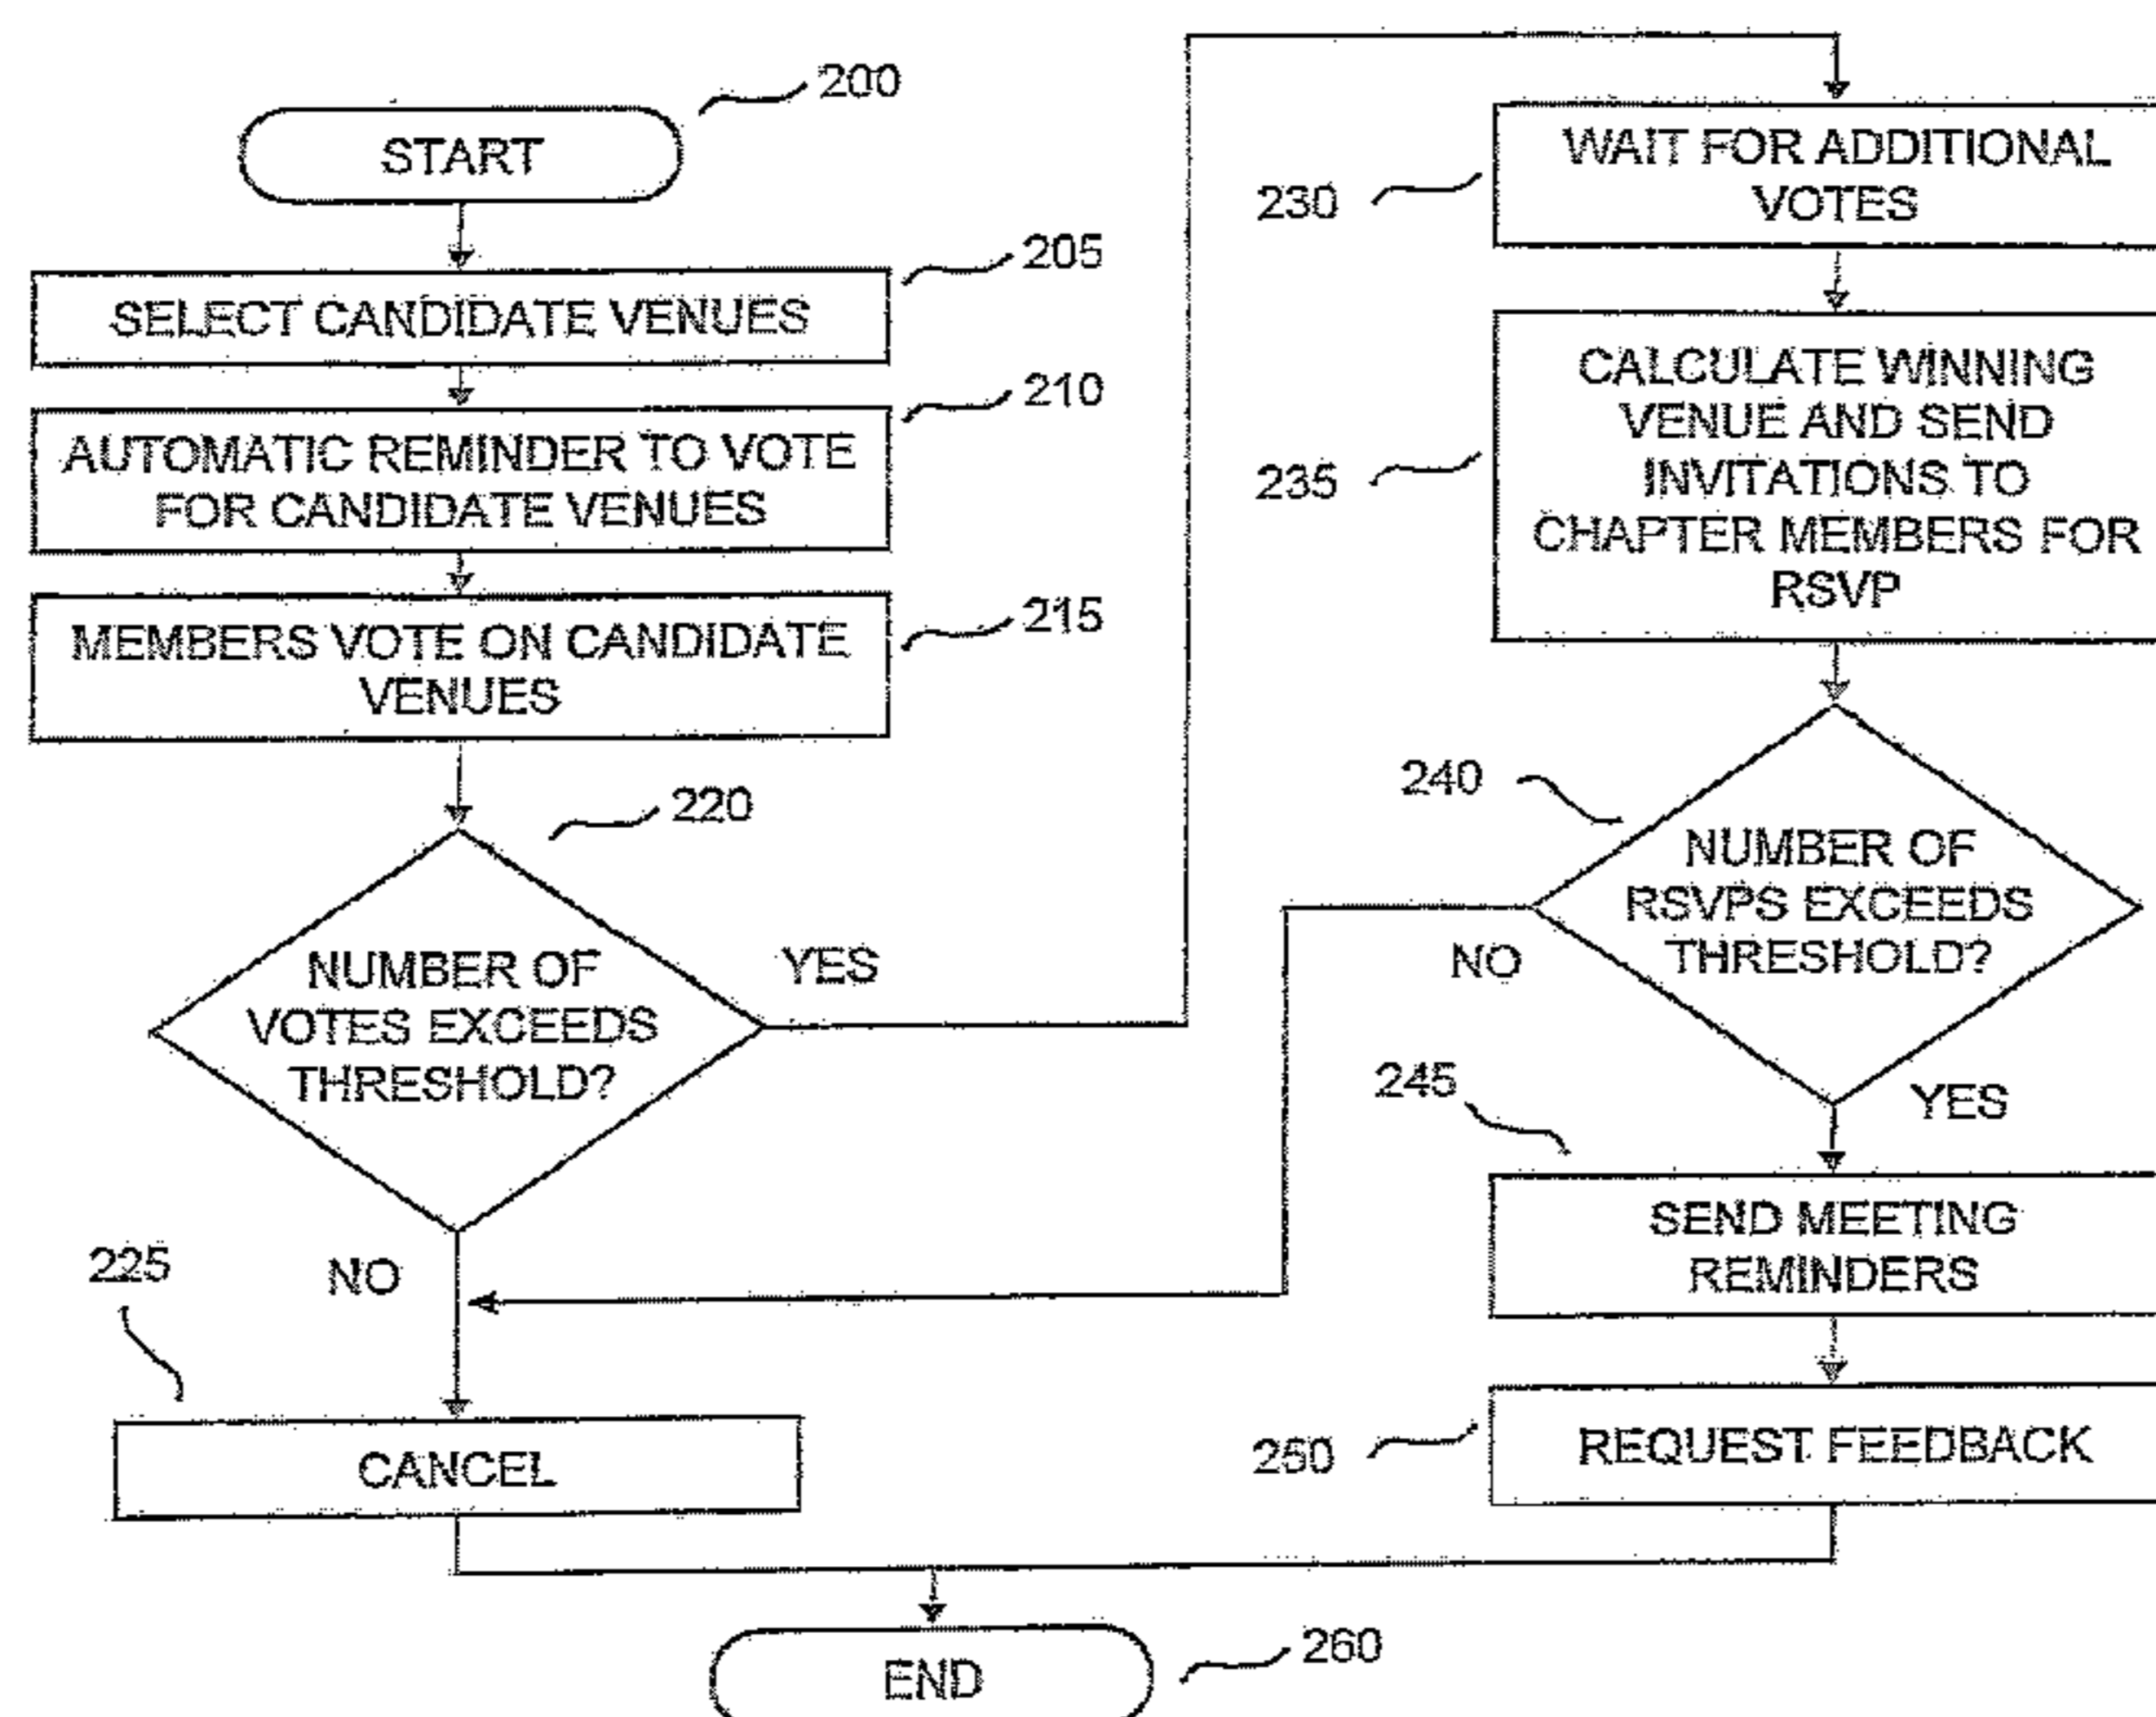 START
200
SELECT CANDIDATE VENUES
205
AUTOMATIC REMINDER TO VOTE
FOR CANDIDATE VENUES
210
MEMBERS VOTE ON CANDIDATE
VENUES
215
220
NUMBER OF
VOTES EXCEEDS
THRESHOLD?
YES
NO
225
CANCEL
WAIT FOR ADDITIONAL
VOTES
230
CALCULATE WINNING
VENUE AND SEND
INVITATIONS TO
CHAPTER MEMBERS FOR
RSVP
235
240
NUMBER OF
RSVPS EXCEEDS
THRESHOLD?
NO
YES
245
SEND MEETING
REMINDERS
250
REQUEST FEEDBACK
END
260